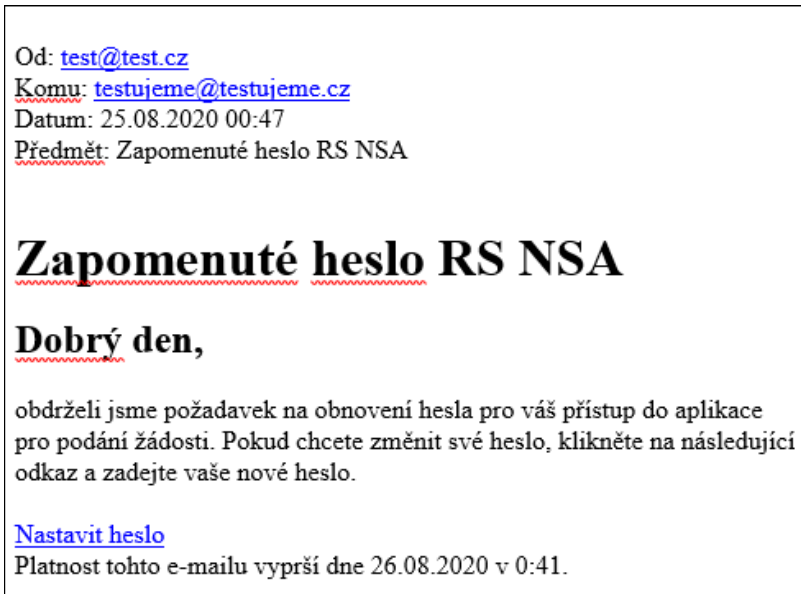 Od: test@test.cz
Komu: testujeme@testujeme.cz
Datum: 25.08.2020 00:47
Předmět: Zapomenuté heslo RS NSA
Zapomenuté heslo RS NSA
Dobrý den,
obdrželi jsme požadavek na obnovení hesla pro váš přístup do aplikace
pro podání žádosti. Pokud chcete změnit své heslo, klikněte na následující
odkaz a zadejte vaše nové heslo.
Nastavit heslo
Platnost tohto e-mailu vyprší dne 26.08.2020 v 0:41.